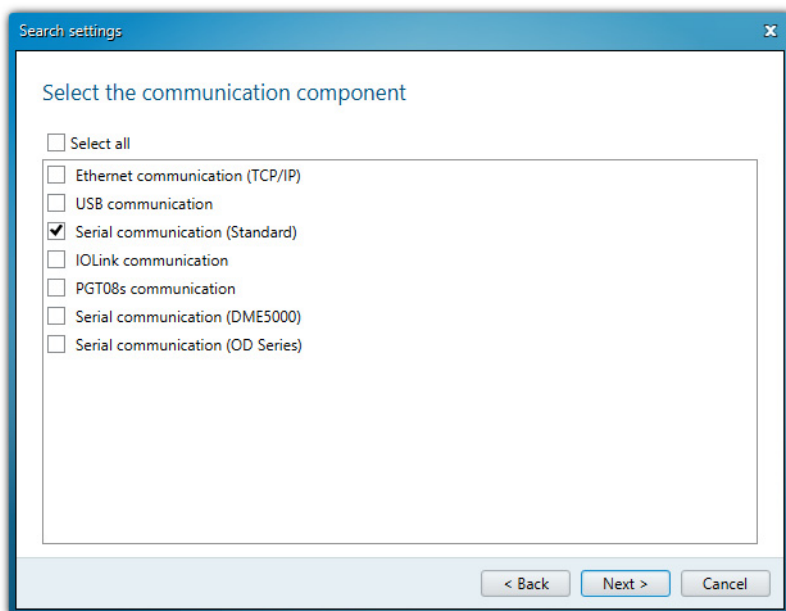 Search settings
Select the communication component
Select all
Ethernet communication (TCP/IP)
USB communication
Serial communication (Standard)
IOLink communication
PGT08s communication
Serial communication (DME5000)
Serial communication (OD Series)
< Back Next > Cancel